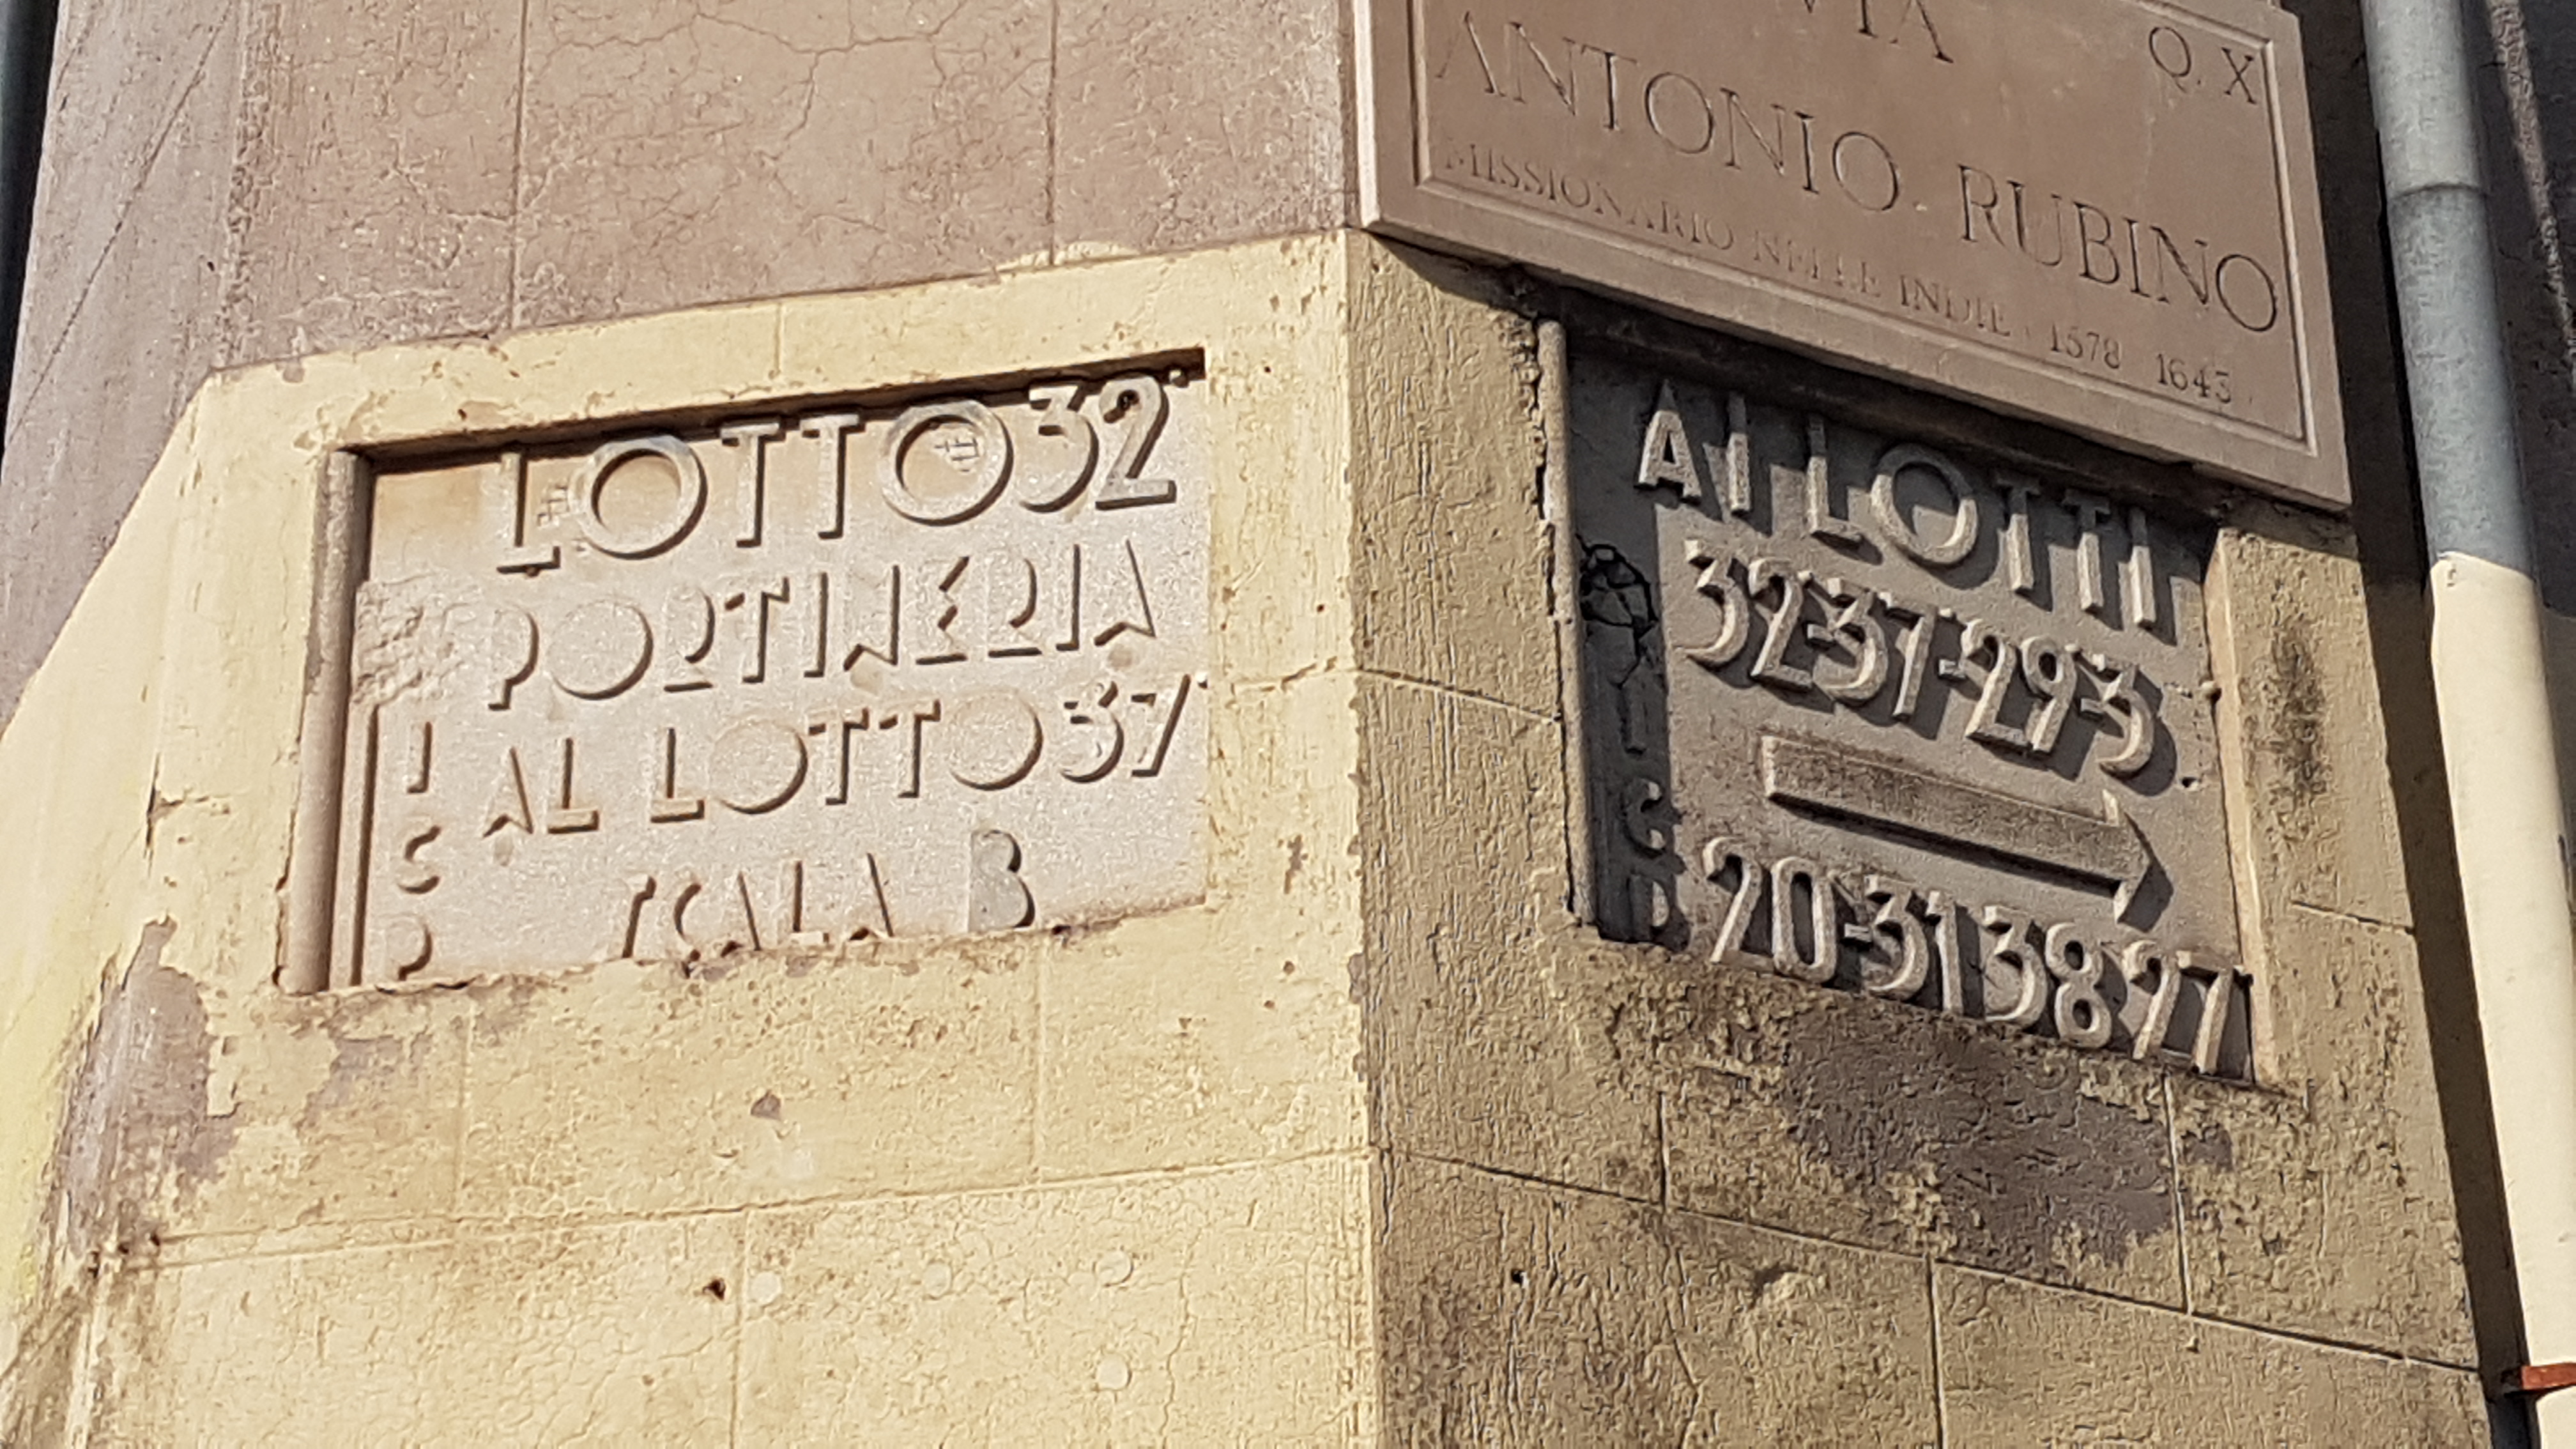 LOTTO 32
PORTINERIA
AL LOTTO 37
SCALA B
VIA
Q. X
ANTONIO RUBINO
MISSIONARIO NELLE INDIE 1578 1643
AI LOTTI
32-37-29-3
20-31 38 27